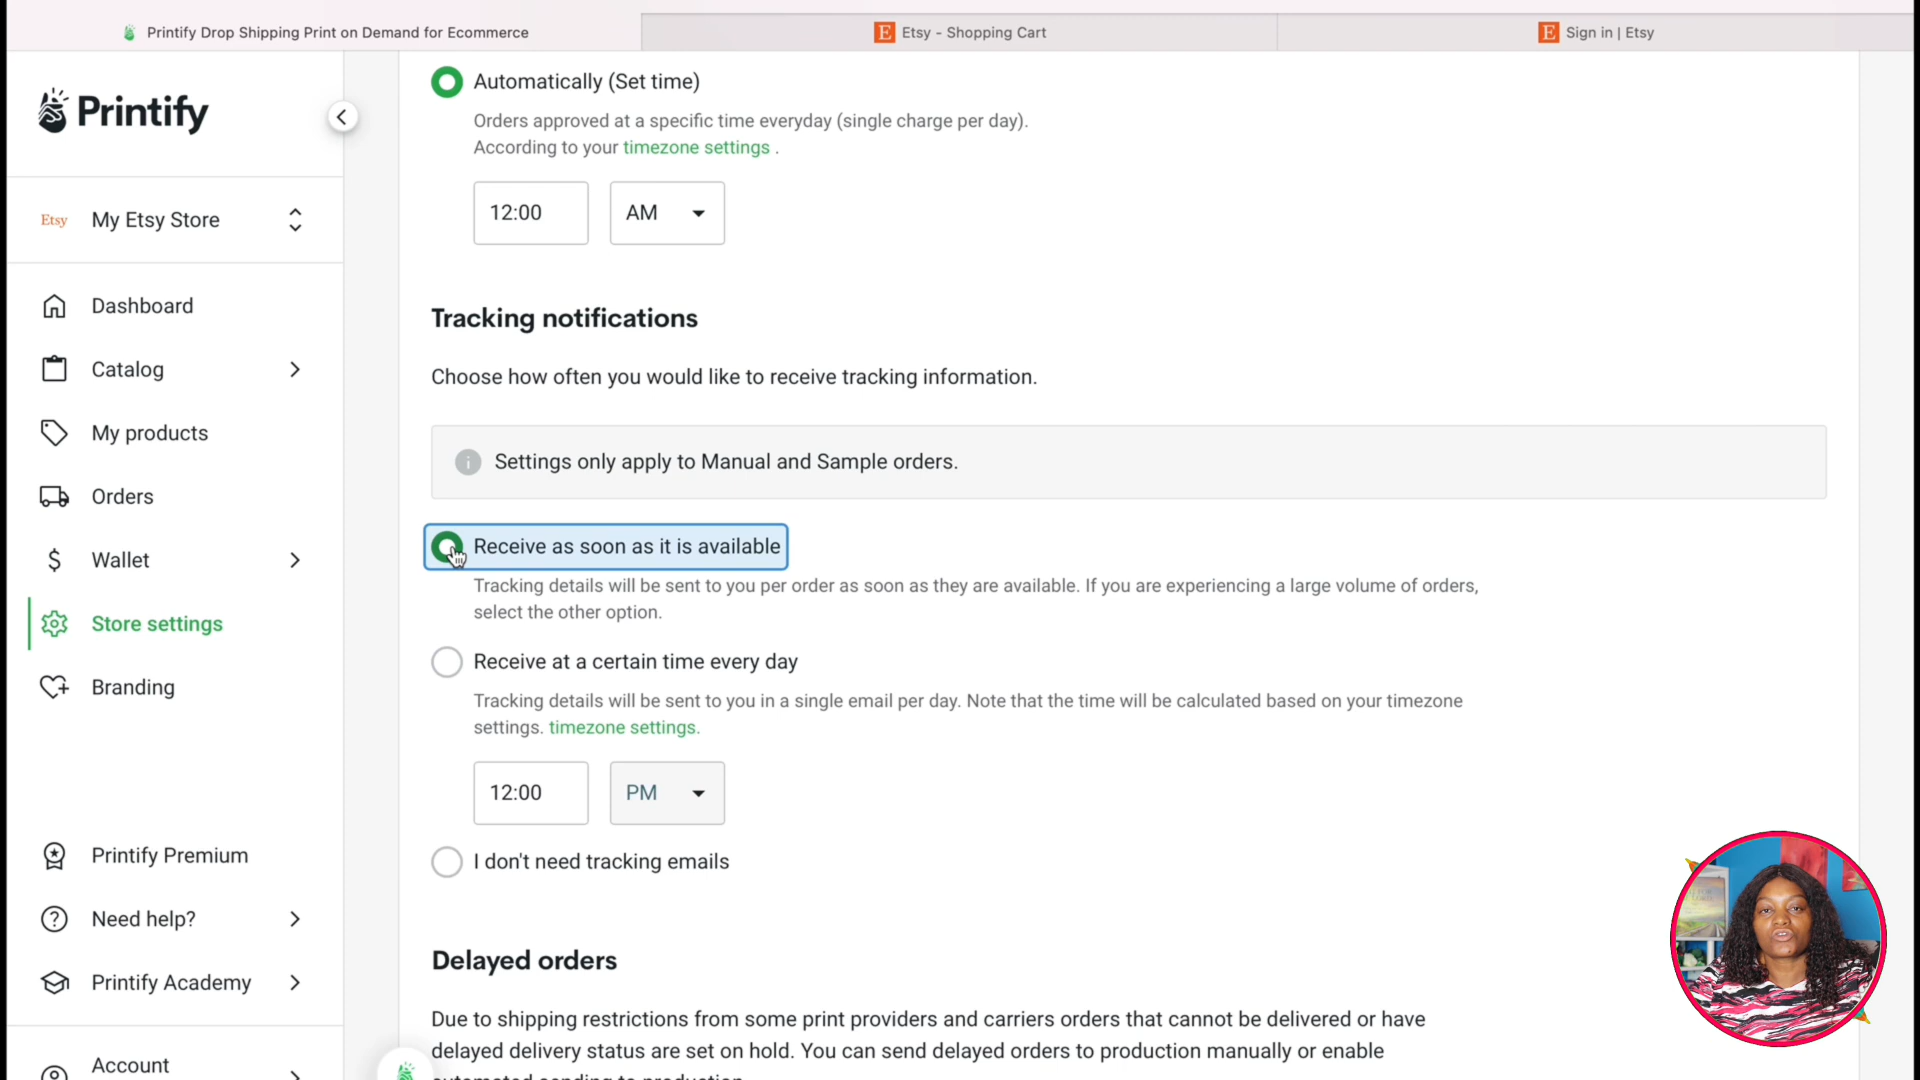 Printify Drop Shipping Print on Demand for Ecommerce
Etsy - Shopping Cart
Sign in | Etsy
Printify
Etsy My Etsy Store
Dashboard
Catalog
My products
Orders
Wallet
Store settings
Branding
Printify Premium
Need help?
Printify Academy
Account
Automatically (Set time)
Orders approved at a specific time everyday (single charge per day).
According to your timezone settings .
12:00 AM
Tracking notifications
Choose how often you would like to receive tracking information.
Settings only apply to Manual and Sample orders.
Receive as soon as it is available
Tracking details will be sent to you per order as soon as they are available. If you are experiencing a large volume of orders,
select the other option.
Receive at a certain time every day
Tracking details will be sent to you in a single email per day. Note that the time will be calculated based on your timezone
settings. timezone settings.
12:00 PM
I don't need tracking emails
Delayed orders
Due to shipping restrictions from some print providers and carriers orders that cannot be delivered or have
delayed delivery status are set on hold. You can send delayed orders to production manually or enable
automated sending to production.